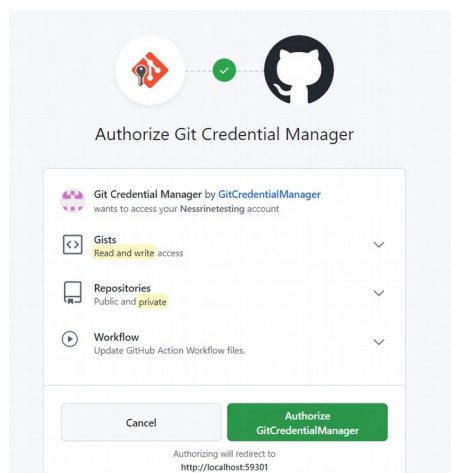 Authorize Git Credential Manager
Git Credential Manager by GitCredentialManager
wants to access your Nessrinetesting account
Gists
Read and write access
Repositories
Public and private
Workflow
Update GitHub Action Workflow files.
Cancel
Authorize
GitCredentialManager
Authorizing will redirect to
http://localhost:59301